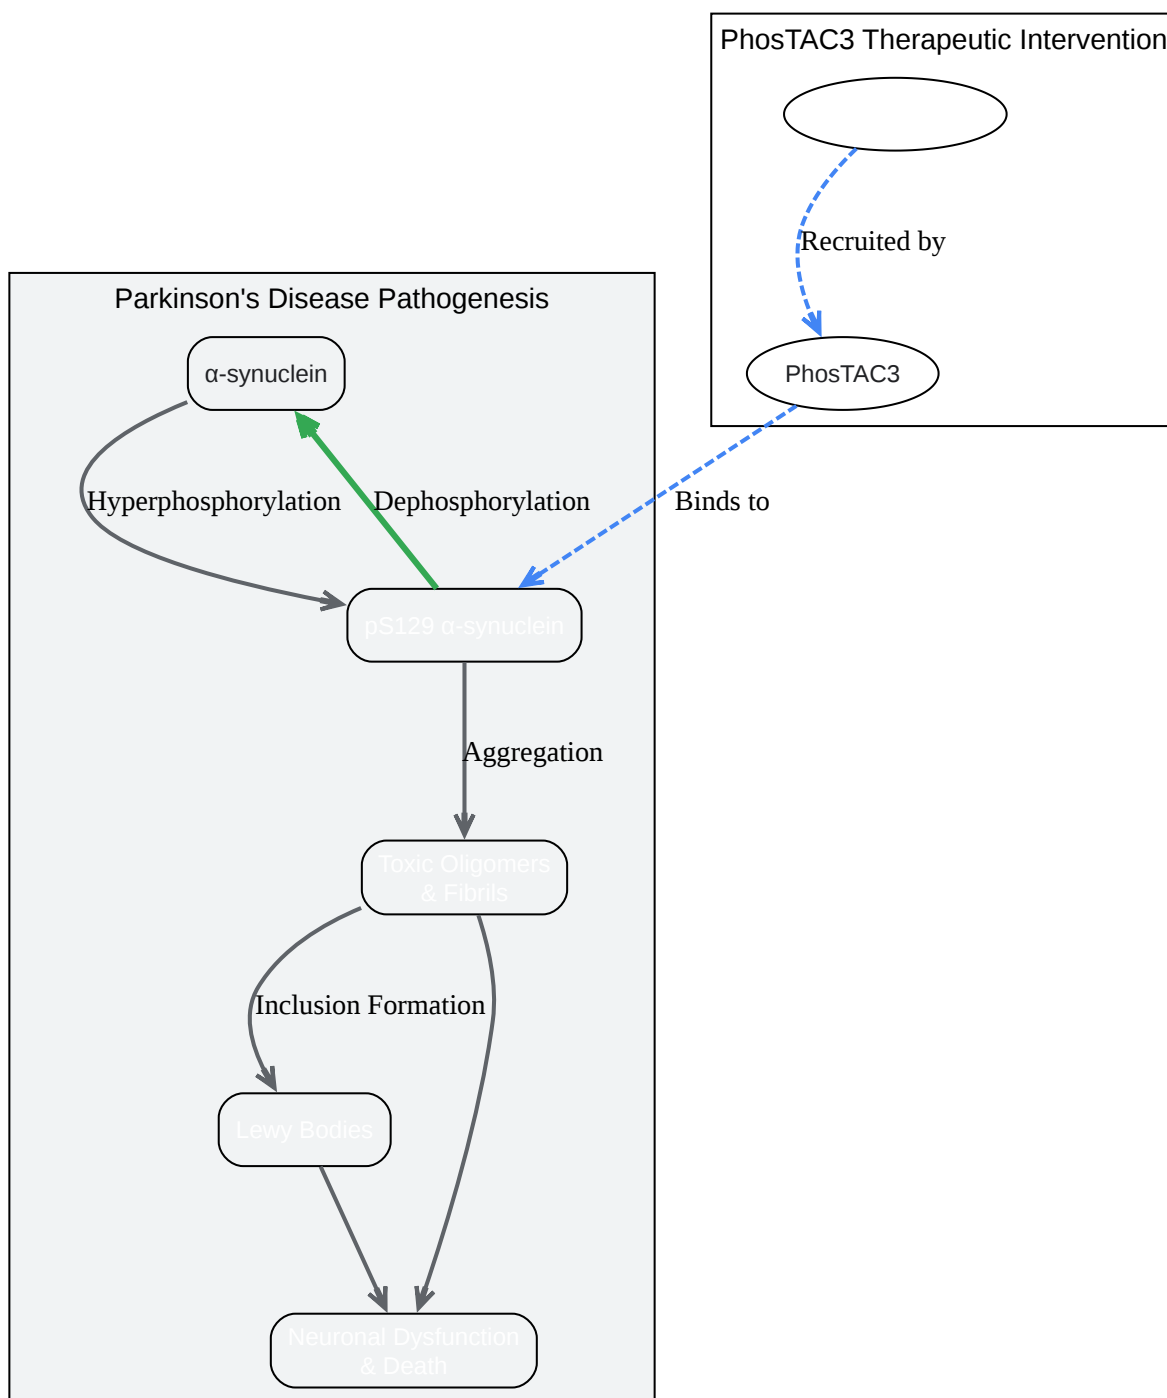 PhosTAC3 Therapeutic Intervention
Recruited by
PhosTAC3
Parkinson's Disease Pathogenesis
α-synuclein
Hyperphosphorylation
Dephosphorylation
Binds to
pS129 α-synuclein
Aggregation
Toxic Oligomers
& Fibrils
Inclusion Formation
Lewy Bodies
Neuronal Dysfunction
& Death